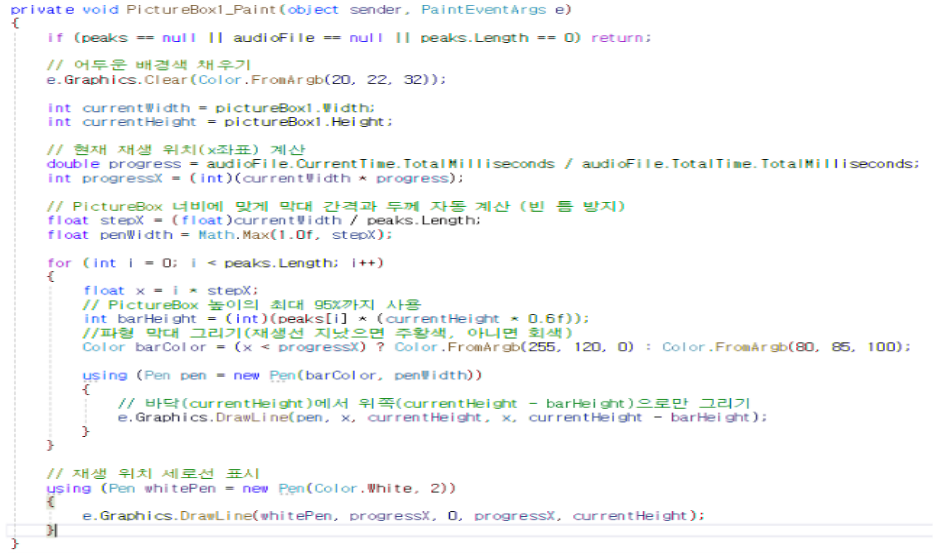 private void PictureBox1_Paint(object sender, PaintEventArgs e)
{
if (peaks == null || audioFile == null || peaks.Length == 0) return;
// 어두운 배경색 채우기
e.Graphics.Clear(Color.FromArgb(20, 22, 32));
int currentWidth = pictureBox1.Width;
int currentHeight = pictureBox1.Height;
// 현재 재생 위치(x좌표) 계산
double progress = audioFile.CurrentTime.TotalMilliseconds / audioFile.TotalTime.TotalMilliseconds;
int progressX = (int)(currentWidth * progress);
// PictureBox 너비에 맞게 막대 간격과 두께 자동 계산 (빈 틈 방지)
float stepX = (float)currentWidth / peaks.Length;
float penWidth = Math.Max(1.0f, stepX);
for (int i = 0; i < peaks.Length; i++)
{
float x = i * stepX;
// PictureBox 높이의 최대 95%까지 사용
int barHeight = (int)(peaks[i] * (currentHeight * 0.6f));
//파형 막대 그리기(재생선 지났으면 주황색, 아니면 회색)
Color barColor = (x < progressX) ? Color.FromArgb(255, 120, 0) : Color.FromArgb(80, 85, 100);
using (Pen pen = new Pen(barColor, penWidth))
{
// 바닥(currentHeight)에서 위쪽(currentHeight - barHeight)으로만 그리기
e.Graphics.DrawLine(pen, x, currentHeight, x, currentHeight - barHeight);
}
}
// 재생 위치 세로선 표시
using (Pen whitePen = new Pen(Color.White, 2))
{
e.Graphics.DrawLine(whitePen, progressX, 0, progressX, currentHeight);
}
}